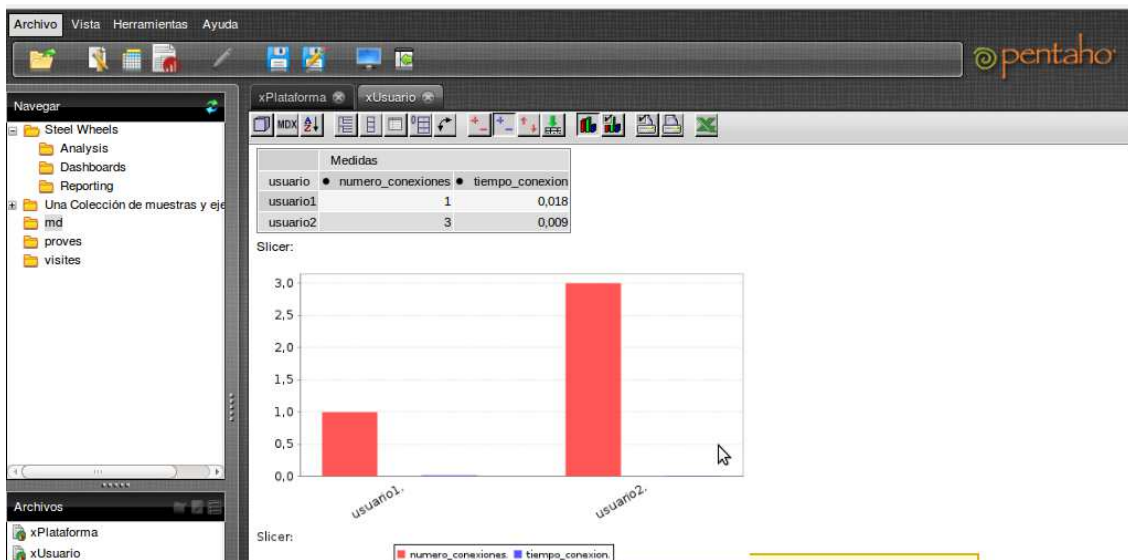 Archivo Vista Herramientas Ayuda
pentaho
Navegar
Steel Wheels
Analysis
Dashboards
Reporting
Una Colección de muestras y eje
md
proves
visites
Archivos
xPlataforma
xUsuario
xPlataforma xUsuario
MDX
Medidas
usuario numero_conexiones tiempo_conexion
usuario1 1 0,018
usuario2 3 0,009
Slicer:
3,0
2,5
2,0
1,5
1,0
0,5
0,0
usuario1. usuario2.
Slicer:
numero_conexiones. tiempo_conexion.